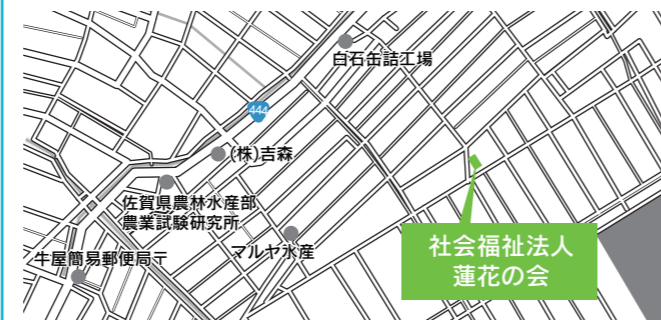 白石缶詰工場
444
(株)吉森
佐賀県農林水産部
農業試験研究所
マルヤ水産
牛屋簡易郵便局〒
社会福祉法人
蓮花の会